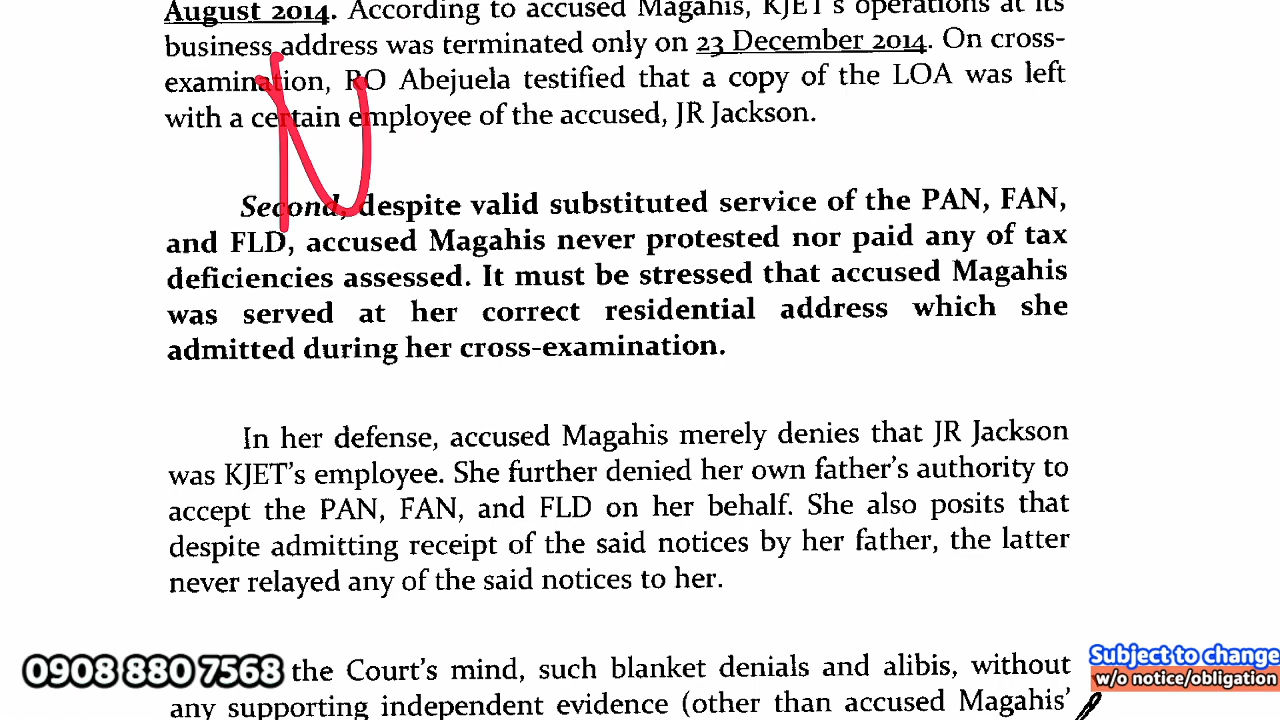 August 2014. According to accused Magahis, KJET's operations at its
business address was terminated only on 23 December 2014. On cross-
examination, RO Abejuela testified that a copy of the LOA was left
with a certain employee of the accused, JR Jackson.
Second, despite valid substituted service of the PAN, FAN,
and FLD, accused Magahis never protested nor paid any of tax
deficiencies assessed. It must be stressed that accused Magahis
was served at her correct residential address which she
admitted during her cross-examination.
In her defense, accused Magahis merely denies that JR Jackson
was KJET's employee. She further denied her own father's authority to
accept the PAN, FAN, and FLD on her behalf. She also posits that
despite admitting receipt of the said notices by her father, the latter
never relayed any of the said notices to her.
the Court's mind, such blanket denials and alibis, without
any supporting independent evidence (other than accused Magahis'
0908 880 7568
Subject to change
w/o notice/obligation